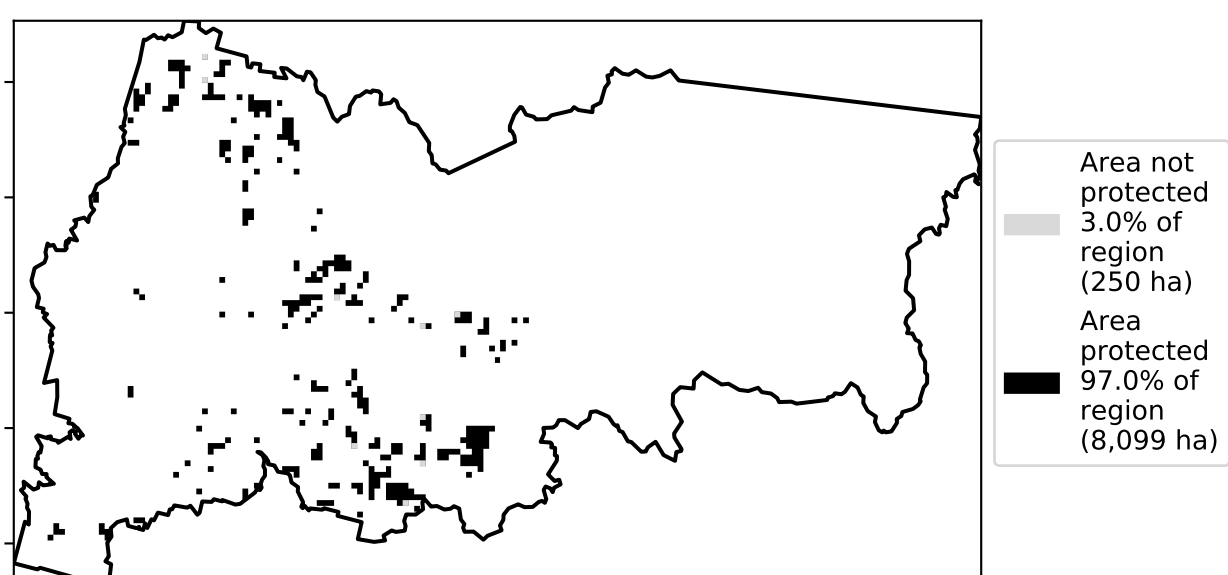 Area not
protected
3.0% of
region
(250 ha)
Area
protected
97.0% of
region
(8,099 ha)